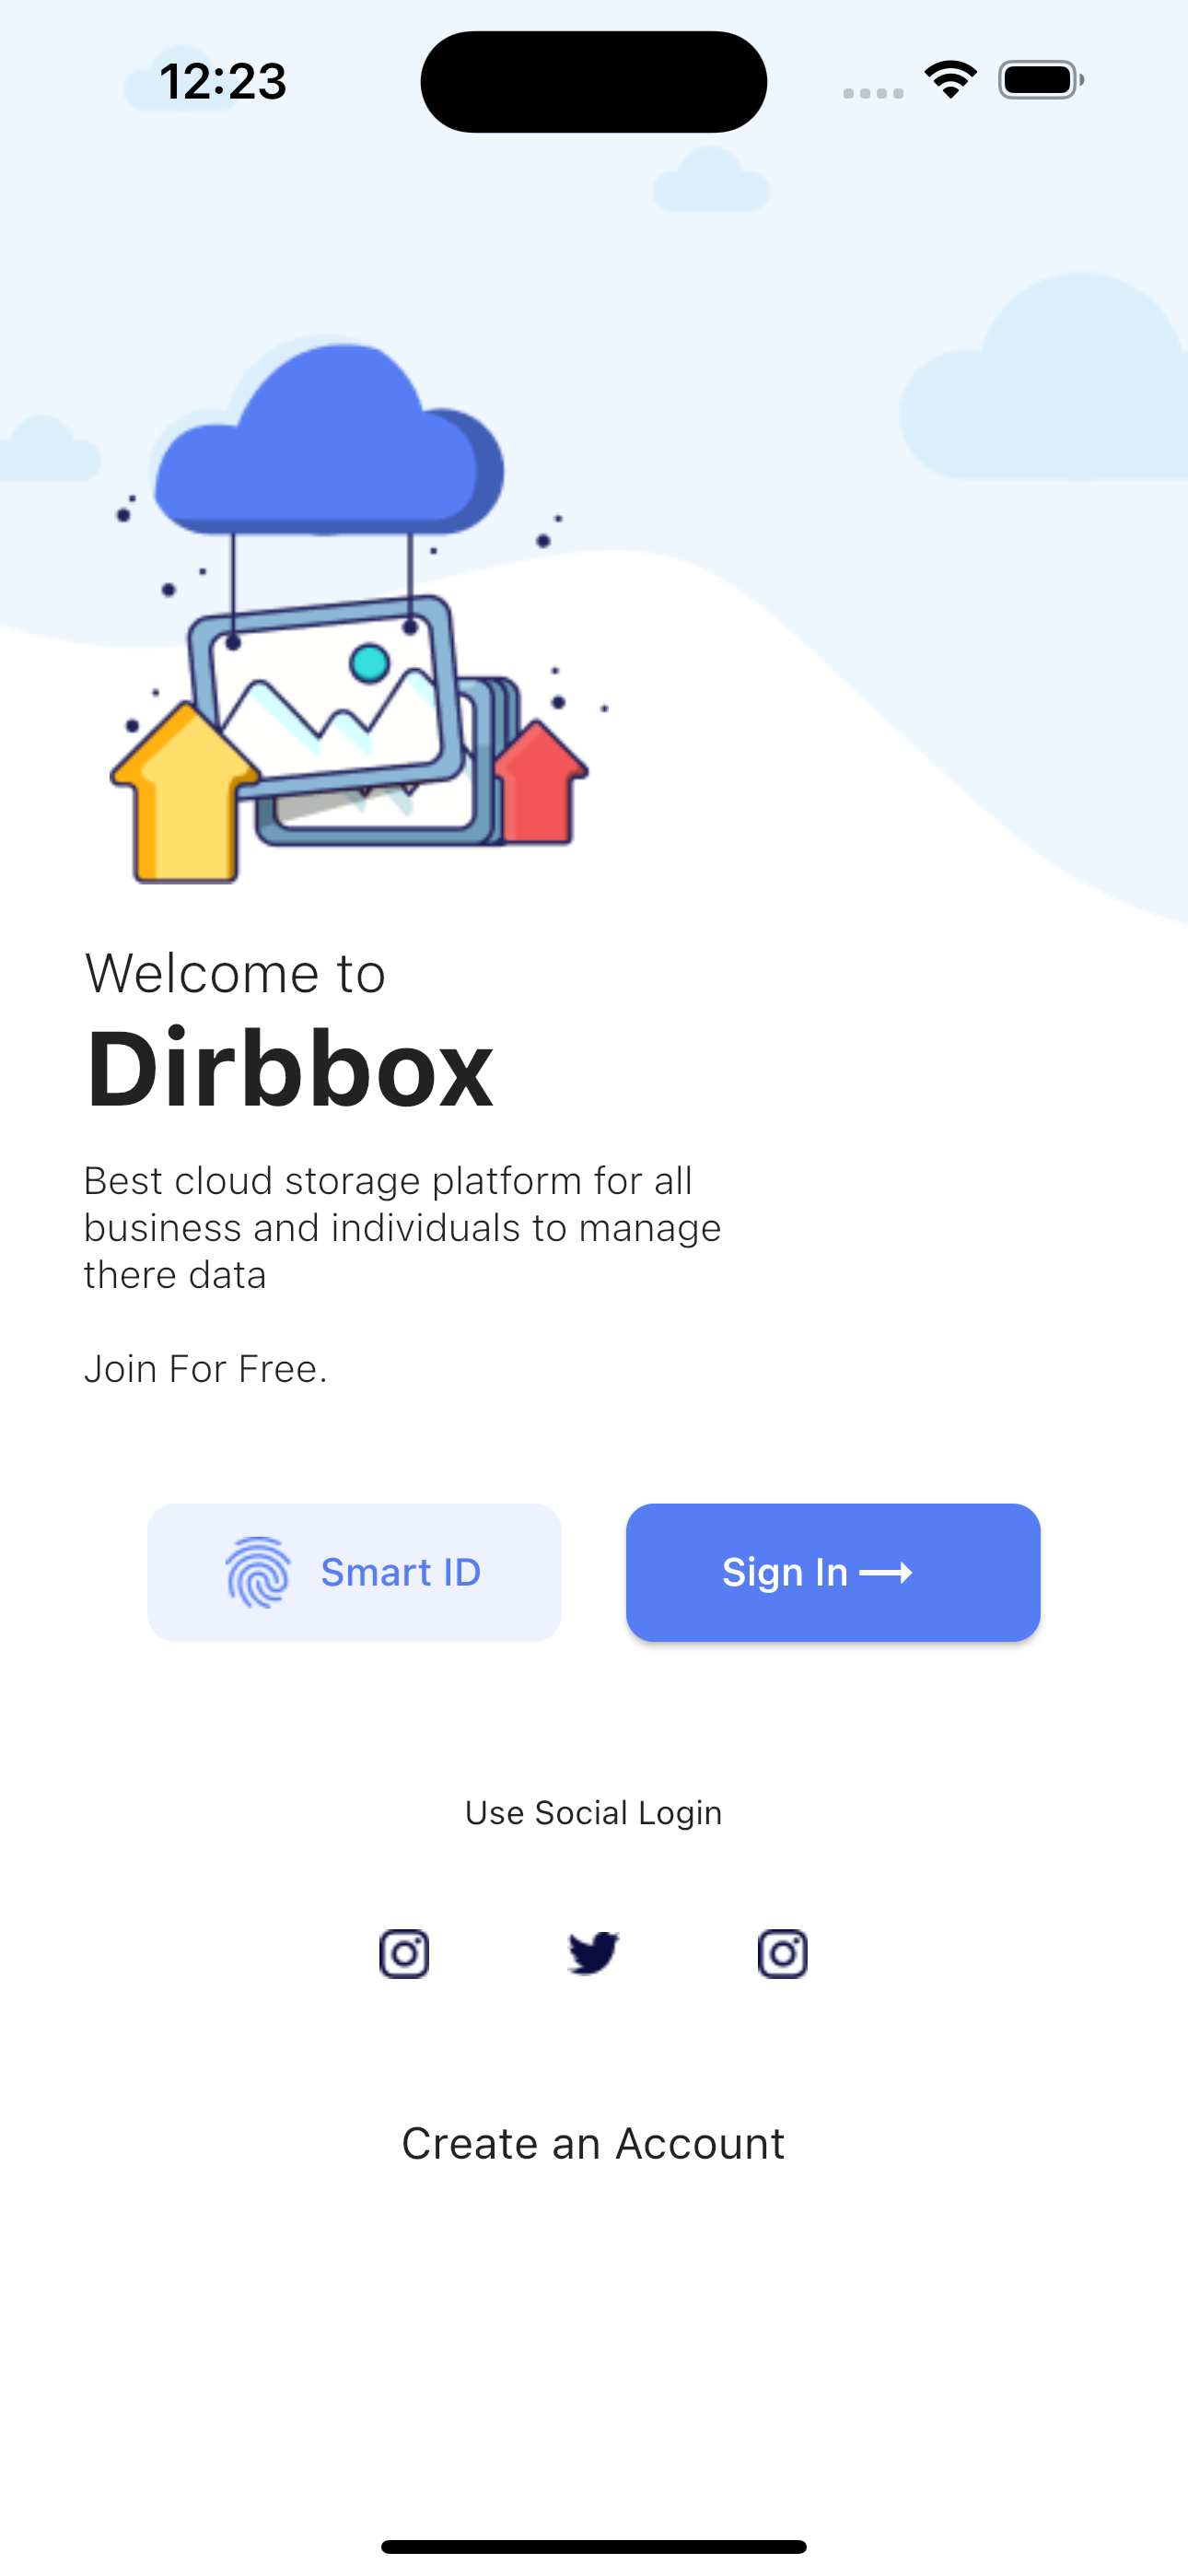 12:23
Welcome to
Dirbbox
Best cloud storage platform for all
business and individuals to manage
there data
Join For Free.
Smart ID
Sign In
Use Social Login
Create an Account